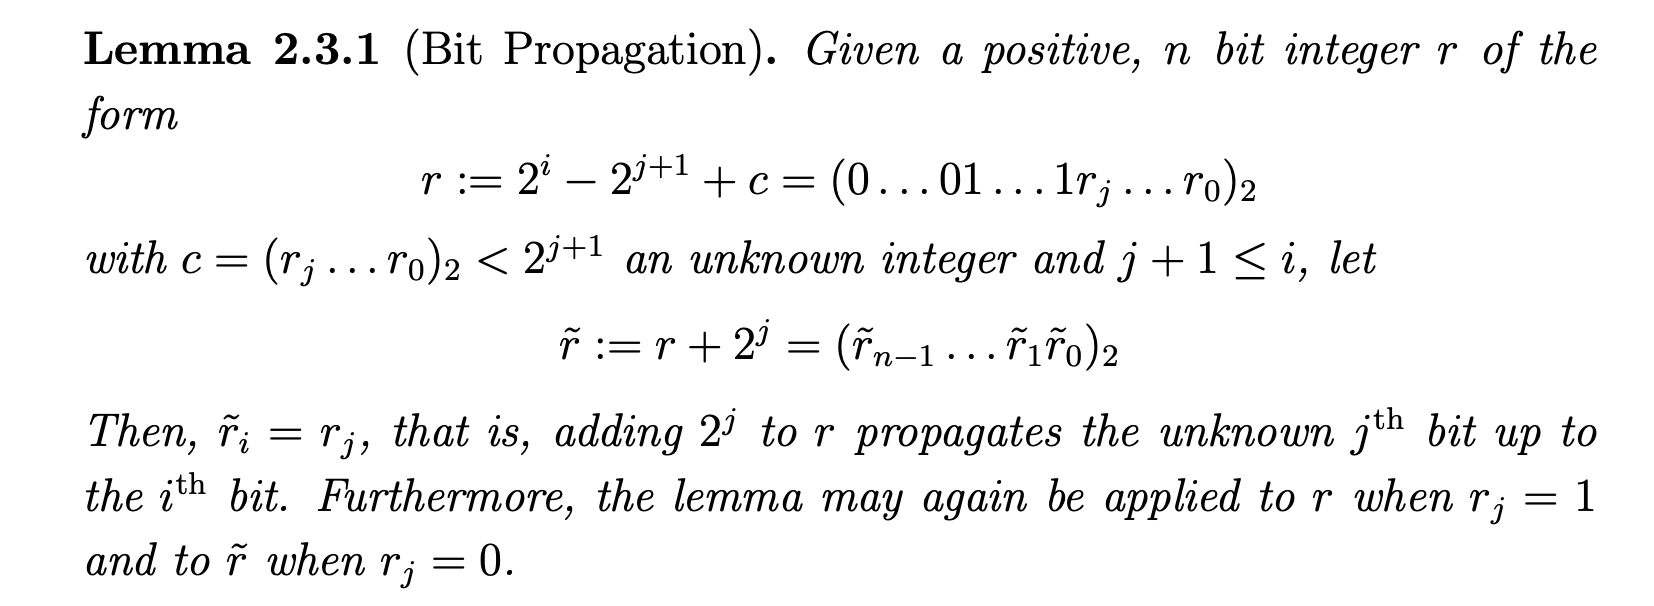 Lemma 2.3.1 (Bit Propagation). Given a positive, n bit integer r of the
form
r := 2^i − 2^{j+1} + c = (0 . . . 01 . . . 1r_j . . . r_0)_2
with c = (r_j . . . r_0)_2 < 2^{j+1} an unknown integer and j + 1 ≤ i, let
r̃ := r + 2^j = (r̃_{n−1} . . . r̃_1r̃_0)_2
Then, r̃_i = r_j, that is, adding 2^j to r propagates the unknown j^th bit up to
the i^th bit. Furthermore, the lemma may again be applied to r when r_j = 1
and to r̃ when r_j = 0.